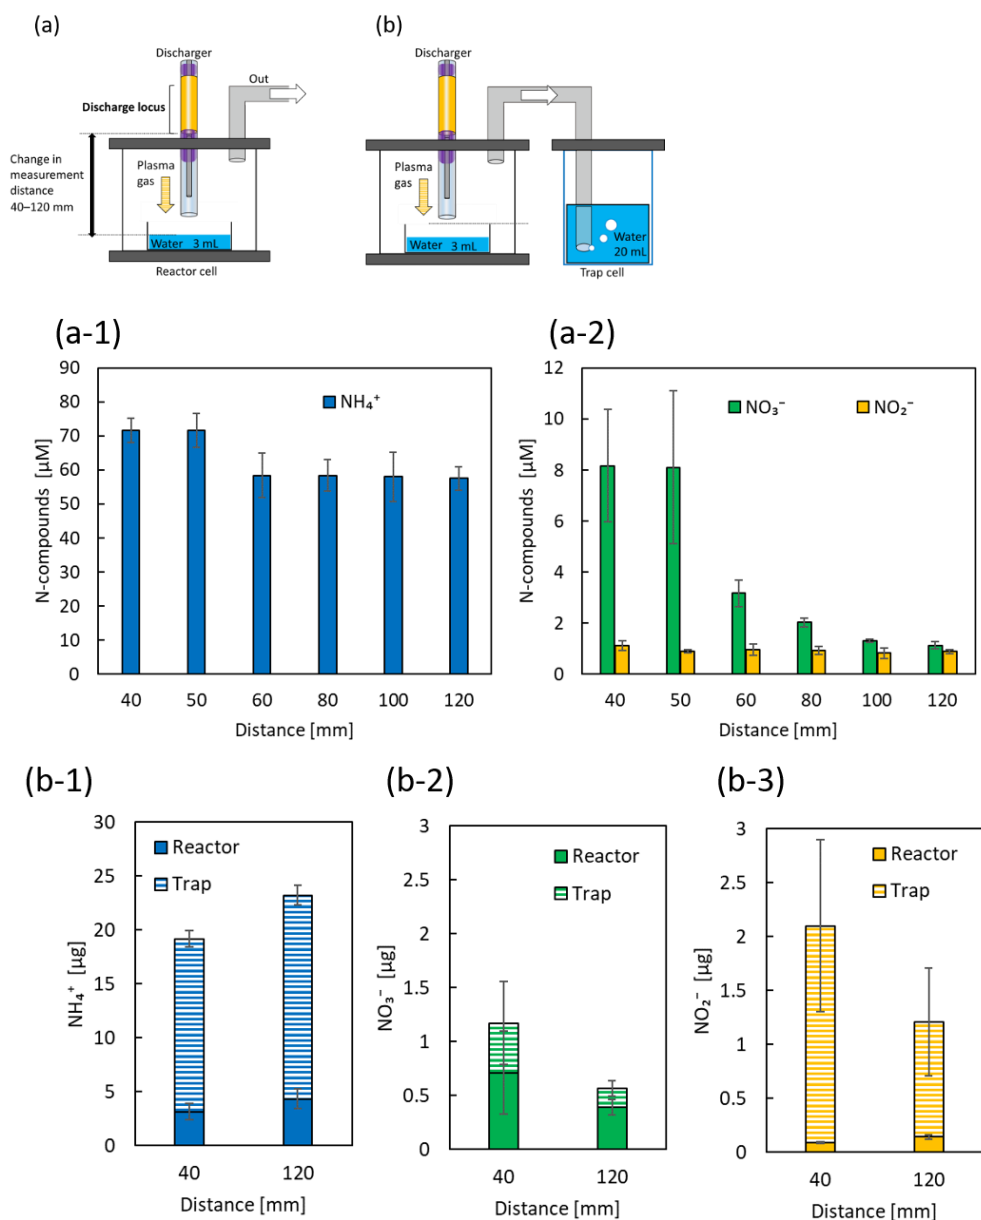 (a)
Discharger
Out
Discharge locus
Change in
measurement
distance
40–120 mm
Plasma
gas
Water 3 mL
Reactor cell
(b)
Discharger
Plasma
gas
Water 3 mL
Reactor cell
Water
20 mL
Trap cell
(a-1)
N-compounds [µM]
90
80
70
60
50
40
30
20
10
0
NH₄⁺
40 50 60 80 100 120
Distance [mm]
(a-2)
N-compounds [µM]
12
10
8
6
4
2
0
NO₃⁻ NO₂⁻
40 50 60 80 100 120
Distance [mm]
(b-1)
NH₄⁺ [µg]
30
25
20
15
10
5
0
Reactor
Trap
40 120
Distance [mm]
(b-2)
NO₃⁻ [µg]
3
2.5
2
1.5
1
0.5
0
Reactor
Trap
40 120
Distance [mm]
(b-3)
NO₂⁻ [µg]
3
2.5
2
1.5
1
0.5
0
Reactor
Trap
40 120
Distance [mm]